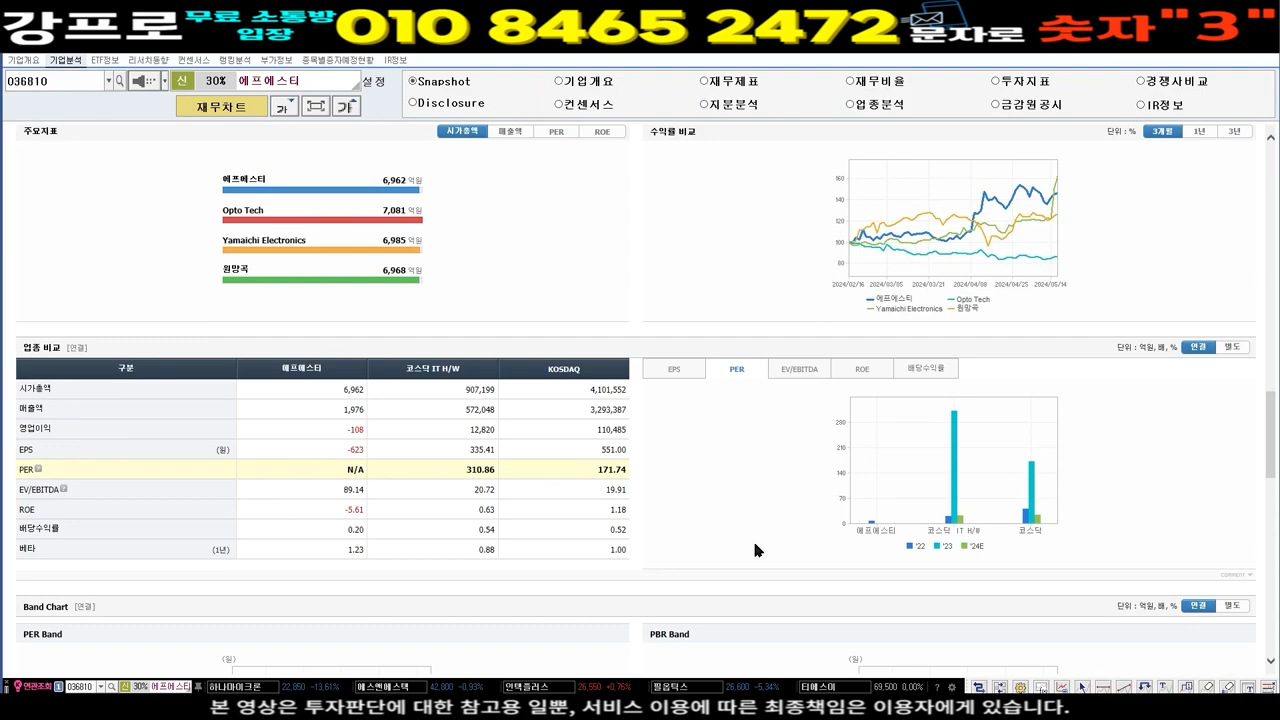 강프로 무료 소통방 입장 010 8465 2472 문자로 숫자"3"
기업개요 기업분석 ETF정보 리서치동향 컨센서스 랭킹분석 부가정보 종목별증자예정현황 IR정보
036810 신 30% 에프에스티 설정
재무차트 가 가
Snapshot 기업개요 재무제표 재무비율 투자지표 경쟁사비교
Disclosure 컨센서스 지분분석 업종분석 금감원공시 IR정보
주요지표 시가총액 매출액 PER ROE
에프에스티 6,962 억원
Opto Tech 7,081 억원
Yamaichi Electronics 6,985 억원
원익큐 6,968 억원
수익률 비교 단위 : % 3개월 1년 3년
160
140
120
100
80
2024/02/16 2024/03/05 2024/03/21 2024/04/08 2024/04/25 2024/05/14
에프에스티 Opto Tech
Yamaichi Electronics
업종 비교 [연결] 단위 : 억원, 배, % 연결 별도
구분 에프에스티 코스닥 IT H/W KOSDAQ
시가총액 6,962 907,199 4,101,552
매출액 1,976 572,048 3,293,387
영업이익 -108 12,820 110,485
EPS (원) -623 335.41 551.00
PER N/A 310.86 171.74
EV/EBITDA 89.14 20.72 19.91
ROE -5.61 0.63 1.18
배당수익률 0.20 0.54 0.52
베타 (1년) 1.23 0.88 1.00
EPS PER EV/EBITDA ROE 배당수익률
280
210
140
70
0
에프에스티 코스닥 IT H/W 코스닥
'22 '23 '24E
COMMENT
Band Chart [연결] 단위 : 억원, 배, % 연결 별도
PER Band PBR Band
(원) (원)
연관조회 1 036810 신 30% 에프에스티 하나마이크론 22,850 -13,61% 에스앤에스텍 42,800 -0,93% 인텍플러스 26,550 +0,76% 필옵틱스 26,600 -5,34% 티에스이 69,500 0,00%
본 영상은 투자판단에 대한 참고용 일뿐, 서비스 이용에 따른 최종책임은 이용자에게 있습니다.